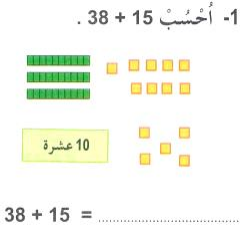 1- اُحْسُبْ 15 + 38 .
10 عشرة
38 + 15 = ................................